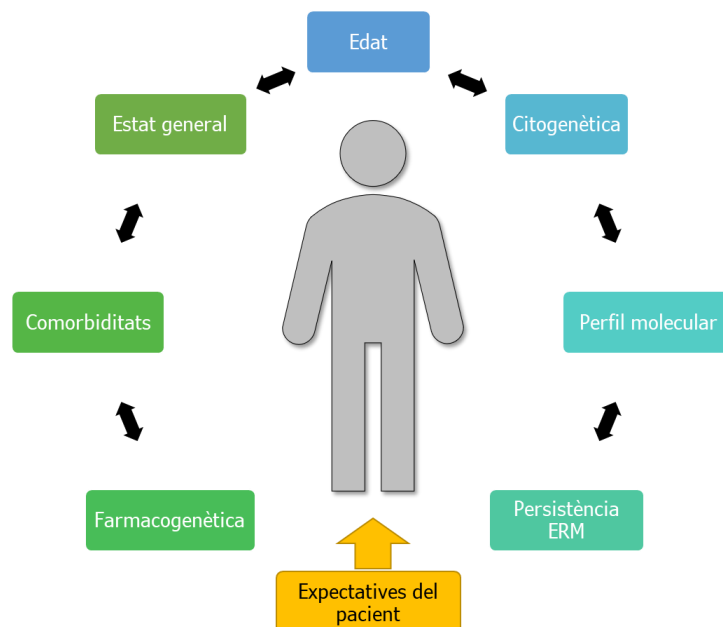 Edat
Estat general
Citogenètica
Comorbiditats
Perfil molecular
Farmacogenètica
Persistència
ERM
Expectatives del
pacient